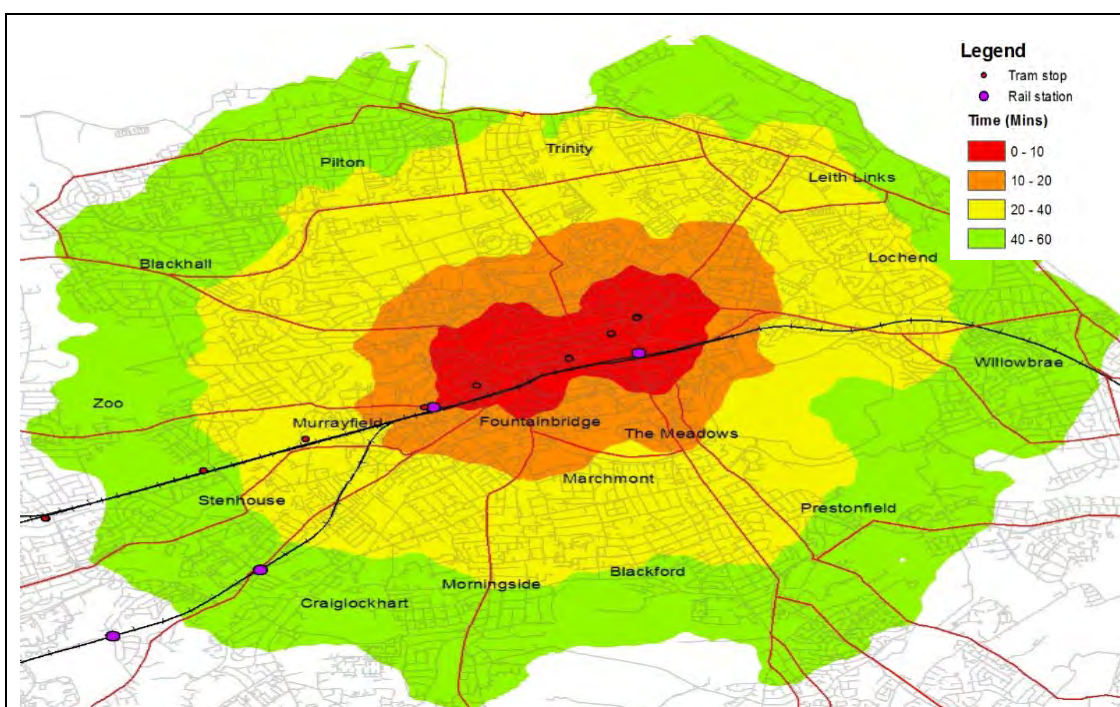 Legend
Tram stop
Rail station
Time (Mins)
0 - 10
10 - 20
20 - 40
40 - 60
Trinity
Pilton
Leith Links
Blackhall
Lochend
Willowbrae
Zoo
Murrayfield
Fountainbridge
The Meadows
Marchmont
Stenhouse
Prestonfield
Blackford
Morningside
Craiglockhart